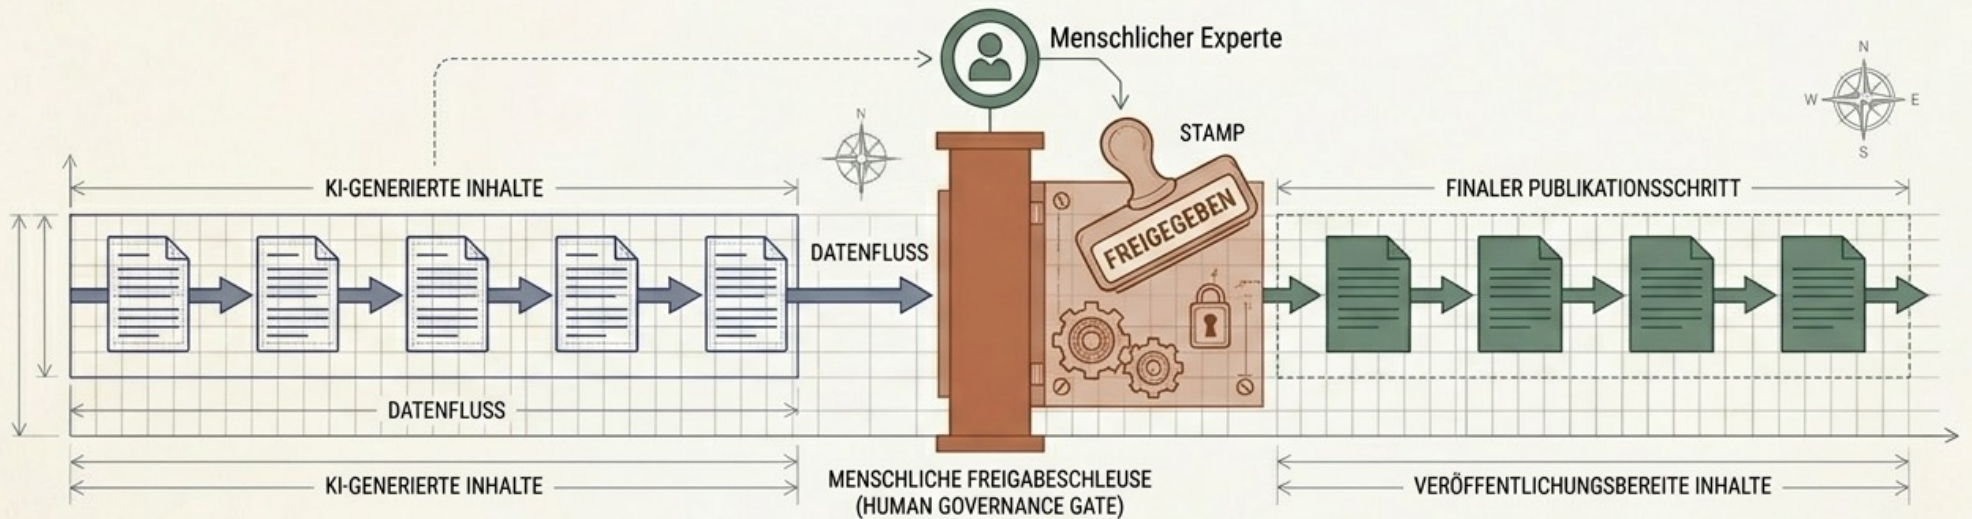 Menschlicher Experte
N
N
W
E
S
STAMP
KI-GENERIERTE INHALTE
FINALER PUBLIKATIONSSCHRITT
FREIGEGEBEN
DATENFLUSS
DATENFLUSS
KI-GENERIERTE INHALTE
MENSCHLICHE FREIGABESCHLEUSE
(HUMAN GOVERNANCE GATE)
VERÖFFENTLICHUNGSBEREITE INHALTE